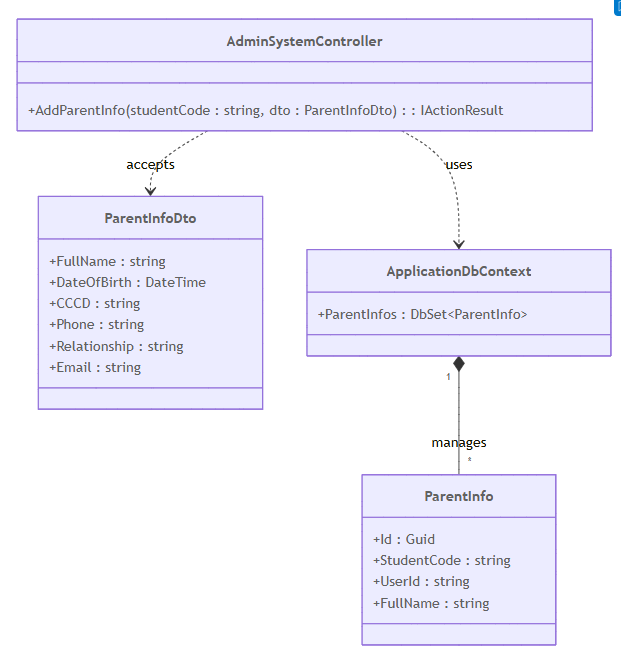 AdminSystemController
+AddParentInfo(studentCode : string, dto : ParentInfoDto) : : IActionResult
accepts
uses
ParentInfoDto
+FullName : string
+DateOfBirth : DateTime
+CCCD : string
+Phone : string
+Relationship : string
+Email : string
ApplicationDbContext
+ParentInfos : DbSet<ParentInfo>
1
manages
*
ParentInfo
+Id : Guid
+StudentCode : string
+UserId : string
+FullName : string